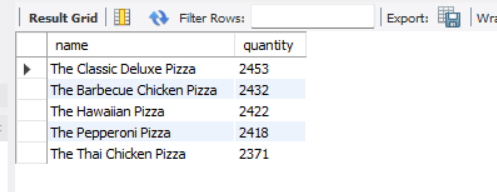 Result Grid Filter Rows: Export:
name quantity
The Classic Deluxe Pizza 2453
The Barbecue Chicken Pizza 2432
The Hawaiian Pizza 2422
The Pepperoni Pizza 2418
The Thai Chicken Pizza 2371